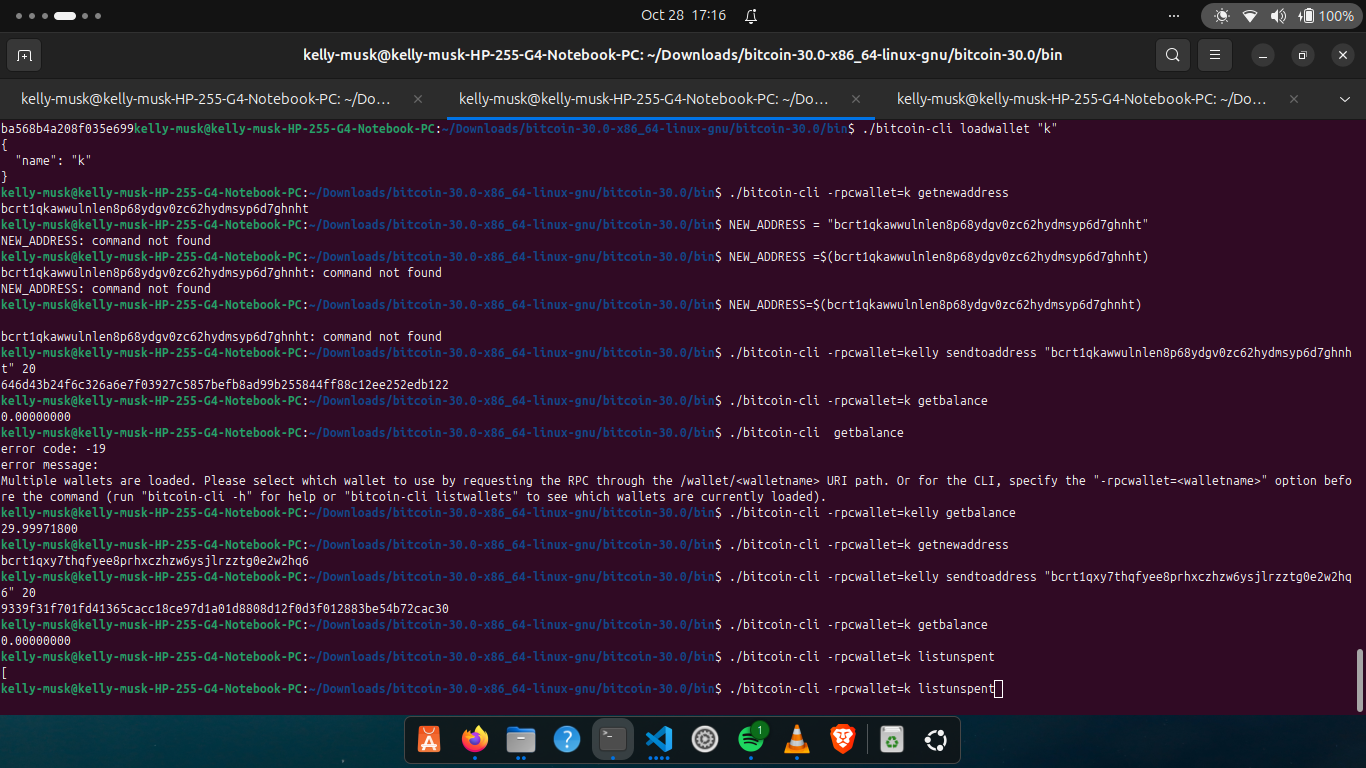 Oct 28 17:16
100%
kelly-musk@kelly-musk-HP-255-G4-Notebook-PC: ~/Downloads/bitcoin-30.0-x86_64-linux-gnu/bitcoin-30.0/bin
kelly-musk@kelly-musk-HP-255-G4-Notebook-PC: ~/Do...
kelly-musk@kelly-musk-HP-255-G4-Notebook-PC: ~/Do...
kelly-musk@kelly-musk-HP-255-G4-Notebook-PC: ~/Do...
ba568b4a208f035e699kelly-musk@kelly-musk-HP-255-G4-Notebook-PC:~/Downloads/bitcoin-30.0-x86_64-linux-gnu/bitcoin-30.0/bin$ ./bitcoin-cli loadwallet "k"
{
  "name": "k"
}
kelly-musk@kelly-musk-HP-255-G4-Notebook-PC:~/Downloads/bitcoin-30.0-x86_64-linux-gnu/bitcoin-30.0/bin$ ./bitcoin-cli -rpcwallet=k getnewaddress
bcrt1qkawwulnlen8p68ydgv0zc62hydmsyp6d7ghnht
kelly-musk@kelly-musk-HP-255-G4-Notebook-PC:~/Downloads/bitcoin-30.0-x86_64-linux-gnu/bitcoin-30.0/bin$ NEW_ADDRESS = "bcrt1qkawwulnlen8p68ydgv0zc62hydmsyp6d7ghnht"
NEW_ADDRESS: command not found
kelly-musk@kelly-musk-HP-255-G4-Notebook-PC:~/Downloads/bitcoin-30.0-x86_64-linux-gnu/bitcoin-30.0/bin$ NEW_ADDRESS =$(bcrt1qkawwulnlen8p68ydgv0zc62hydmsyp6d7ghnht)
bcrt1qkawwulnlen8p68ydgv0zc62hydmsyp6d7ghnht: command not found
NEW_ADDRESS: command not found
kelly-musk@kelly-musk-HP-255-G4-Notebook-PC:~/Downloads/bitcoin-30.0-x86_64-linux-gnu/bitcoin-30.0/bin$ NEW_ADDRESS=$(bcrt1qkawwulnlen8p68ydgv0zc62hydmsyp6d7ghnht)
bcrt1qkawwulnlen8p68ydgv0zc62hydmsyp6d7ghnht: command not found
kelly-musk@kelly-musk-HP-255-G4-Notebook-PC:~/Downloads/bitcoin-30.0-x86_64-linux-gnu/bitcoin-30.0/bin$ ./bitcoin-cli -rpcwallet=kelly sendtoaddress "bcrt1qkawwulnlen8p68ydgv0zc62hydmsyp6d7ghnh
t" 20
646d43b24f6c326a6e7f03927c5857befb8ad99b255844ff88c12ee252edb122
kelly-musk@kelly-musk-HP-255-G4-Notebook-PC:~/Downloads/bitcoin-30.0-x86_64-linux-gnu/bitcoin-30.0/bin$ ./bitcoin-cli -rpcwallet=k getbalance
0.00000000
kelly-musk@kelly-musk-HP-255-G4-Notebook-PC:~/Downloads/bitcoin-30.0-x86_64-linux-gnu/bitcoin-30.0/bin$ ./bitcoin-cli  getbalance
error code: -19
error message:
Multiple wallets are loaded. Please select which wallet to use by requesting the RPC through the /wallet/<walletname> URI path. Or for the CLI, specify the "-rpcwallet=<walletname>" option befo
re the command (run "bitcoin-cli -h" for help or "bitcoin-cli listwallets" to see which wallets are currently loaded).
kelly-musk@kelly-musk-HP-255-G4-Notebook-PC:~/Downloads/bitcoin-30.0-x86_64-linux-gnu/bitcoin-30.0/bin$ ./bitcoin-cli -rpcwallet=kelly getbalance
29.99971800
kelly-musk@kelly-musk-HP-255-G4-Notebook-PC:~/Downloads/bitcoin-30.0-x86_64-linux-gnu/bitcoin-30.0/bin$ ./bitcoin-cli -rpcwallet=k getnewaddress
bcrt1qxy7thqfyee8prhxczhzw6ysjlrzztg0e2w2hq6
kelly-musk@kelly-musk-HP-255-G4-Notebook-PC:~/Downloads/bitcoin-30.0-x86_64-linux-gnu/bitcoin-30.0/bin$ ./bitcoin-cli -rpcwallet=kelly sendtoaddress "bcrt1qxy7thqfyee8prhxczhzw6ysjlrzztg0e2w2hq
6" 20
9339f31f701fd41365cacc18ce97d1a01d8808d12f0d3f012883be54b72cac30
kelly-musk@kelly-musk-HP-255-G4-Notebook-PC:~/Downloads/bitcoin-30.0-x86_64-linux-gnu/bitcoin-30.0/bin$ ./bitcoin-cli -rpcwallet=k getbalance
0.00000000
kelly-musk@kelly-musk-HP-255-G4-Notebook-PC:~/Downloads/bitcoin-30.0-x86_64-linux-gnu/bitcoin-30.0/bin$ ./bitcoin-cli -rpcwallet=k listunspent
[
kelly-musk@kelly-musk-HP-255-G4-Notebook-PC:~/Downloads/bitcoin-30.0-x86_64-linux-gnu/bitcoin-30.0/bin$ ./bitcoin-cli -rpcwallet=k listunspent
1